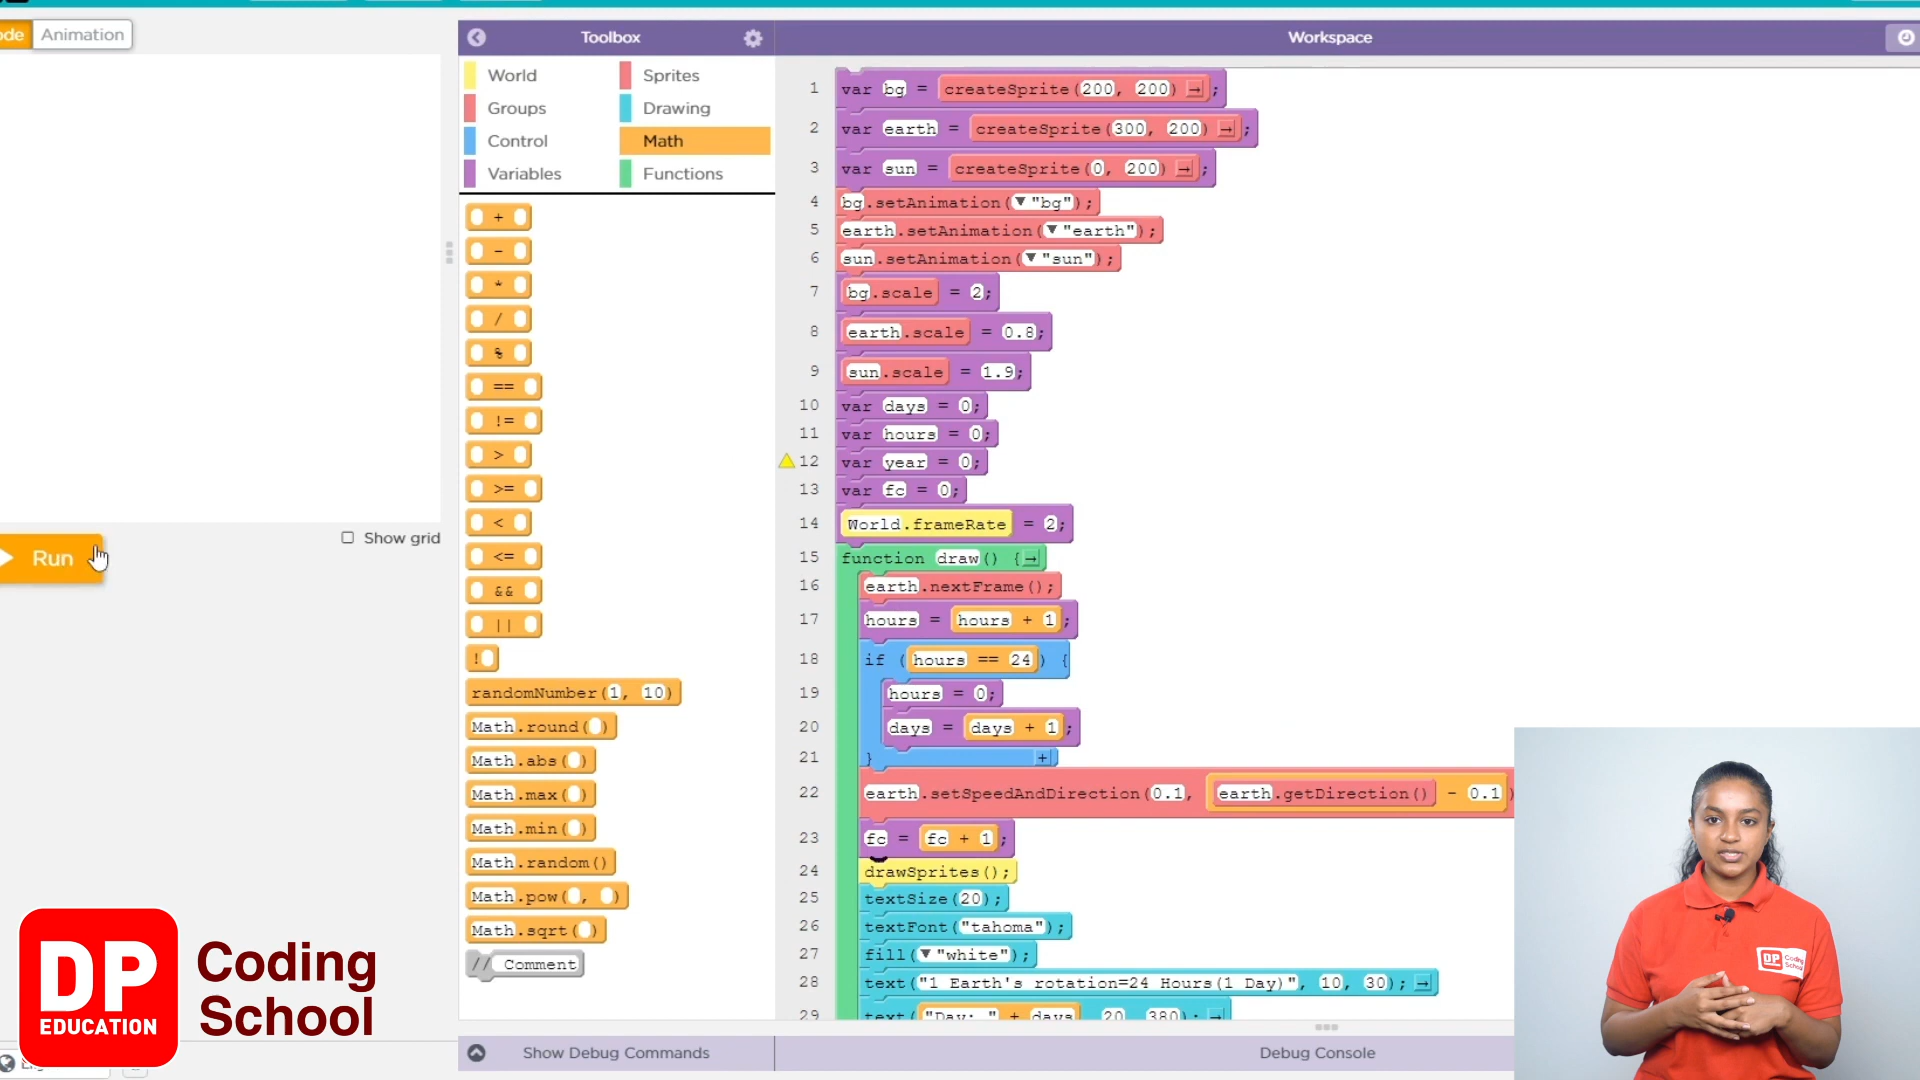 Animation
Toolbox
Workspace
World
Sprites
Groups
Drawing
Control
Math
Variables
Functions
+
-
*
/
%
==
!=
>
>=
<
<=
&&
||
!
randomNumber(1, 10)
Math.round()
Math.abs()
Math.max()
Math.min()
Math.random()
Math.pow(, )
Math.sqrt()
// Comment
Show grid
Run
1 var bg = createSprite(200, 200);
2 var earth = createSprite(300, 200);
3 var sun = createSprite(0, 200);
4 bg.setAnimation("bg");
5 earth.setAnimation("earth");
6 sun.setAnimation("sun");
7 bg.scale = 2;
8 earth.scale = 0.8;
9 sun.scale = 1.9;
10 var days = 0;
11 var hours = 0;
12 var year = 0;
13 var fc = 0;
14 World.frameRate = 2;
15 function draw() {
16 earth.nextFrame();
17 hours = hours + 1;
18 if (hours == 24) {
19 hours = 0;
20 days = days + 1;
21 }
22 earth.setSpeedAndDirection(0.1, earth.getDirection() - 0.1)
23 fc = fc + 1;
24 drawSprites();
25 textSize(20);
26 textFont("tahoma");
27 fill("white");
28 text("1 Earth's rotation=24 Hours(1 Day)", 10, 30);
29 text("Day: " + days, 20, 380);
Show Debug Commands
Debug Console
DP
EDUCATION
Coding
School
DP Coding
School